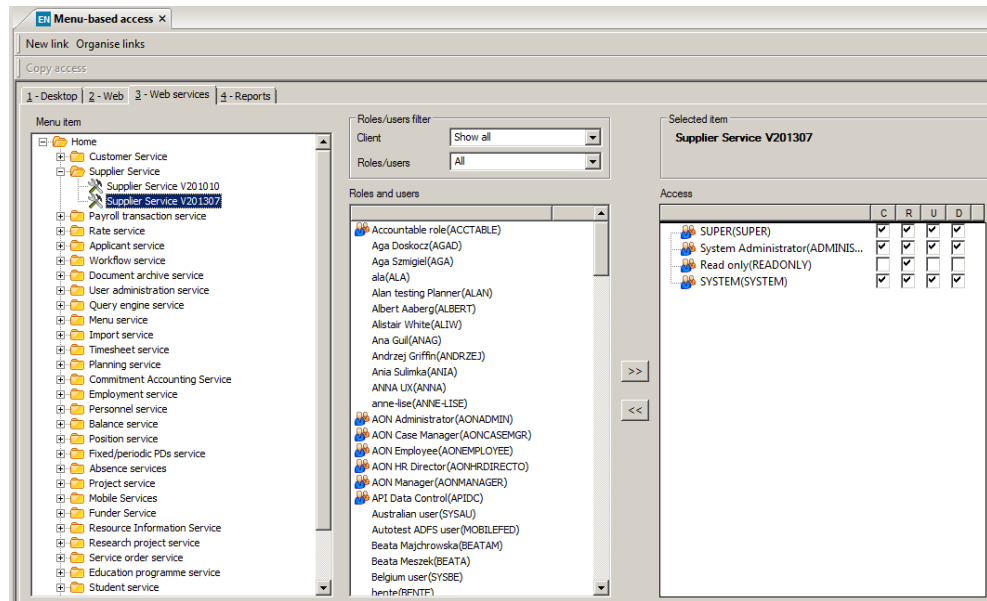 EN Menu-based access ×
New link Organise links
Copy access
1 - Desktop 2 - Web 3 - Web services 4 - Reports
Menu item
Home
Customer Service
Supplier Service
Supplier Service V201010
Supplier Service V201307
Payroll transaction service
Rate service
Applicant service
Workflow service
Document archive service
User administration service
Query engine service
Menu service
Import service
Timesheet service
Planning service
Commitment Accounting Service
Employment service
Personnel service
Balance service
Position service
Fixed/periodic PDs service
Absence services
Project service
Mobile Services
Funder Service
Resource Information Service
Research project service
Service order service
Education programme service
Student service
Roles/users filter
Client Show all
Roles/users All
Roles and users
Accountable role(ACCTABLE)
Aga Doskocz(AGAD)
Aga Szmigiel(AGA)
ala(ALA)
Alan testing Planner(ALAN)
Albert Aaberg(ALBERT)
Alistair White(ALIW)
Ana Guil(ANAG)
Andrzej Griffin(ANDRZEJ)
Ania Sulimka(ANIA)
ANNA UX(ANNA)
anne-lise(ANNE-LISE)
AON Administrator(AONADMIN)
AON Case Manager(AONCASEMGR)
AON Employee(AONEMPLOYEE)
AON HR Director(AONHRDIRECTO)
AON Manager(AONMANAGER)
API Data Control(APIDC)
Australian user(SYSAU)
Autotest ADFS user(MOBILEFED)
Beata Majchrowska(BEATAM)
Beata Meszek(BEATA)
Belgium user(SYSBE)
bente(BENTE)
>>
<<
Selected item
Supplier Service V201307
Access
C R U D
SUPER(SUPER)
System Administrator(ADMINIS...
Read only(READONLY)
SYSTEM(SYSTEM)